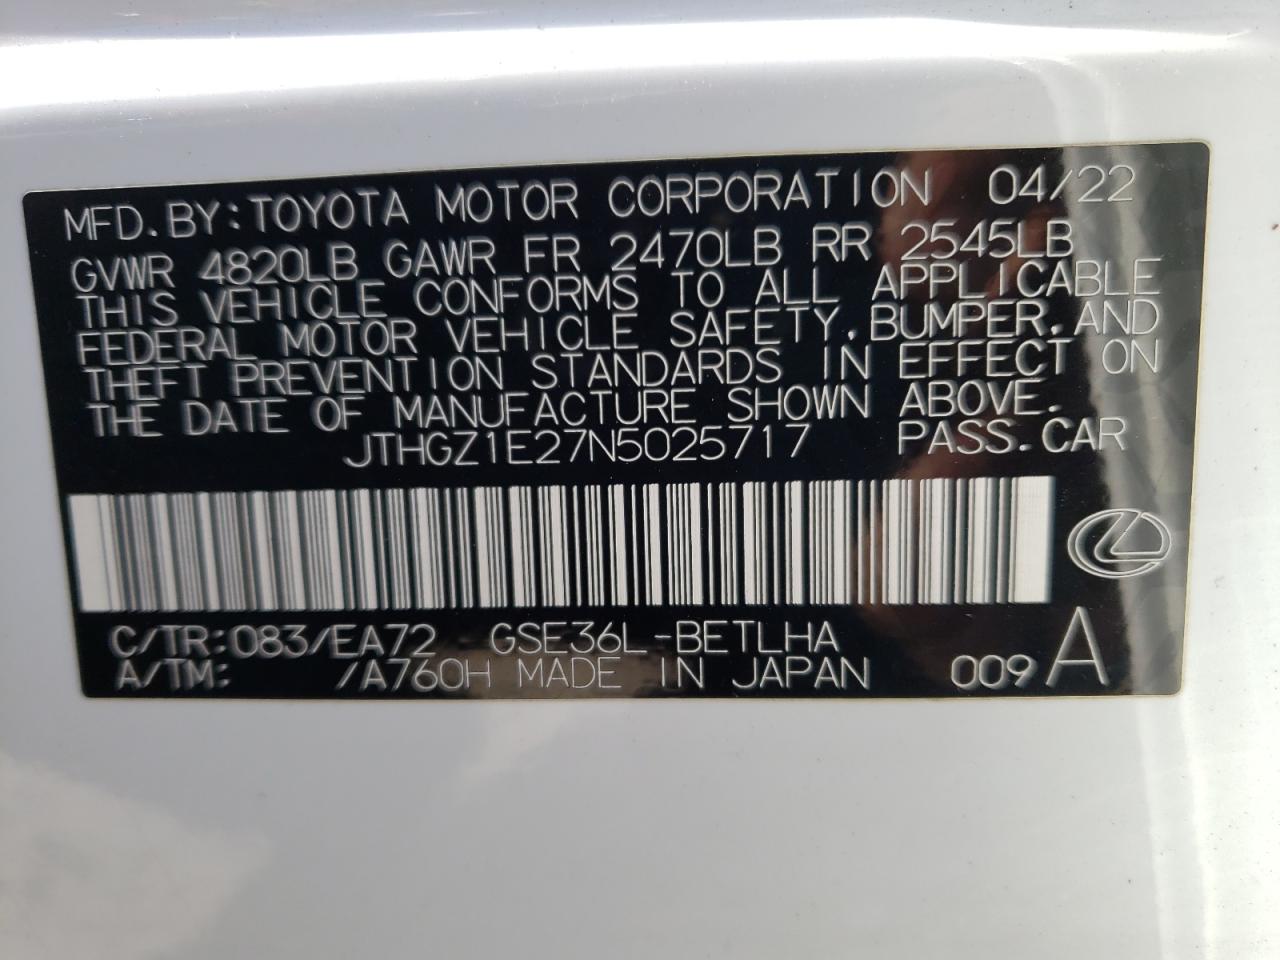 MFD. BY: TOYOTA MOTOR CORPORATION 04/22
GVWR 4820LB GAWR FR 2470LB RR 2545LB
THIS VEHICLE CONFORMS TO ALL APPLICABLE
FEDERAL MOTOR VEHICLE SAFETY, BUMPER, AND
THEFT PREVENTION STANDARDS IN EFFECT ON
THE DATE OF MANUFACTURE SHOWN ABOVE.
JTHGZ1E27N5025717 PASS. CAR
C/TR: 083/EA72 GSE36L-BETLHA
A/TM: /A760H MADE IN JAPAN 009 A